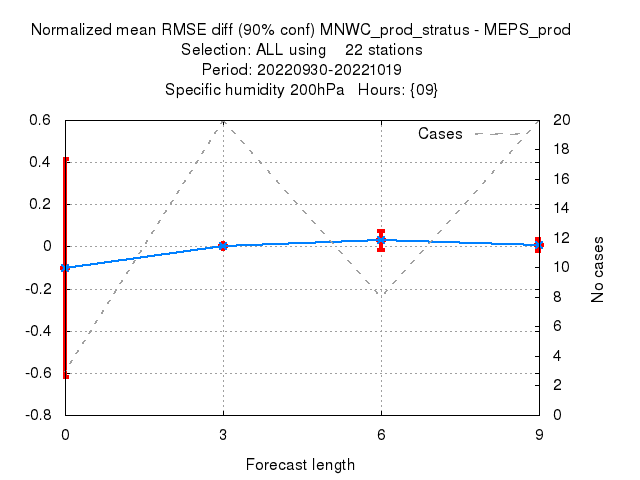 Normalized mean RMSE diff (90% conf) MNWC_prod_stratus - MEPS_prod
Selection: ALL using 22 stations
Period: 20220930-20221019
Specific humidity 200hPa Hours: {09}
0.6 20
Cases
18
0.4
16
0.2 14
12
0
No cases
10
-0.2
8
-0.4 6
4
-0.6
2
-0.8 0
0 3 6 9
Forecast length